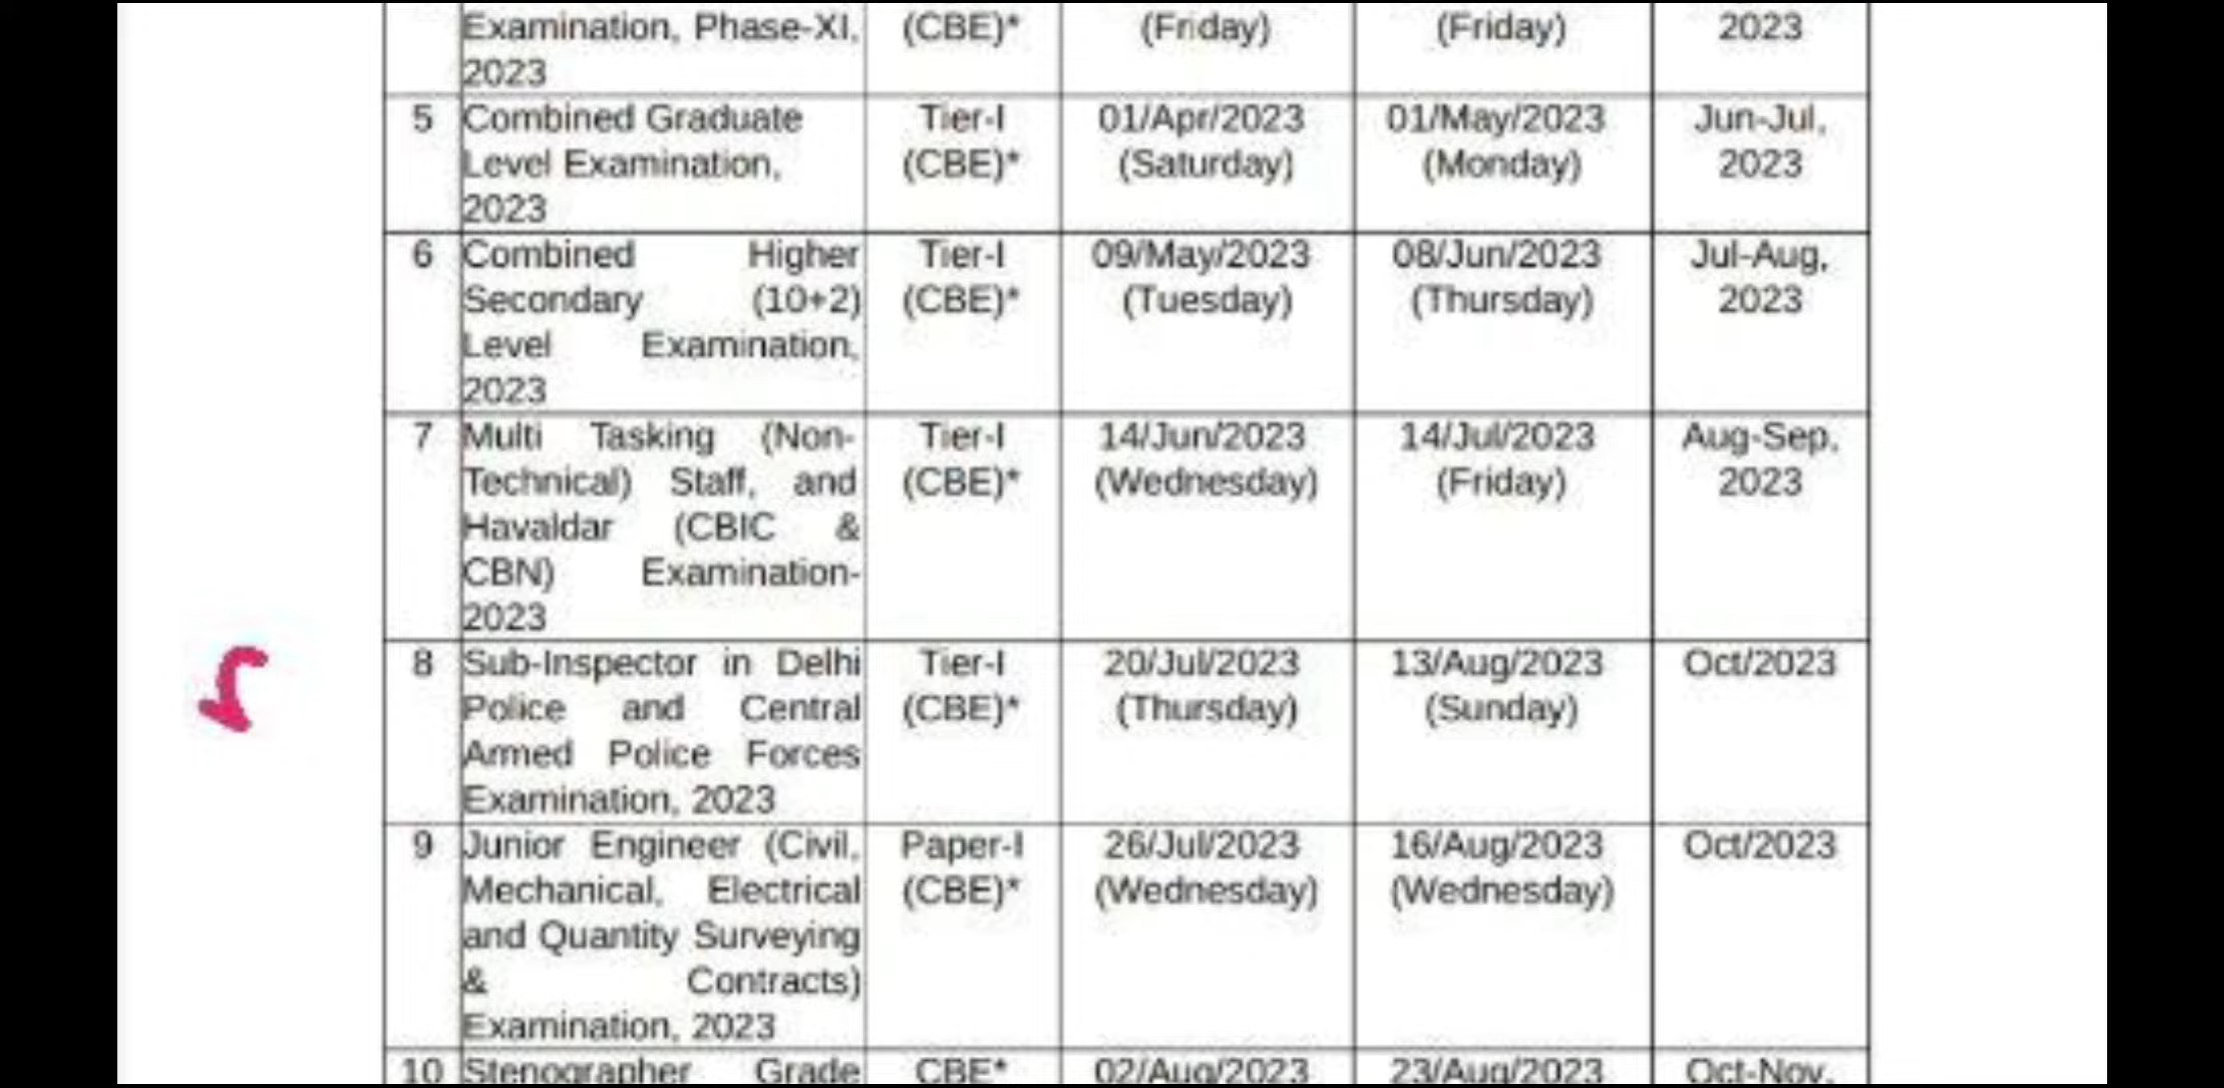 Examination, Phase-XI, (CBE)* (Friday) (Friday) 2023
2023
5 Combined Graduate Tier-I 01/Apr/2023 01/May/2023 Jun-Jul,
Level Examination, (CBE)* (Saturday) (Monday) 2023
2023
6 Combined Higher Tier-I 09/May/2023 08/Jun/2023 Jul-Aug,
Secondary (10+2) (CBE)* (Tuesday) (Thursday) 2023
Level Examination,
2023
7 Multi Tasking (Non- Tier-I 14/Jun/2023 14/Jul/2023 Aug-Sep,
Technical) Staff, and (CBE)* (Wednesday) (Friday) 2023
Havaldar (CBIC &
CBN) Examination-
2023
8 Sub-Inspector in Delhi Tier-I 20/Jul/2023 13/Aug/2023 Oct/2023
Police and Central (CBE)* (Thursday) (Sunday)
Armed Police Forces
Examination, 2023
9 Junior Engineer (Civil, Paper-I 26/Jul/2023 16/Aug/2023 Oct/2023
Mechanical, Electrical (CBE)* (Wednesday) (Wednesday)
and Quantity Surveying
& Contracts)
Examination, 2023
10 Stenographer Grade CBE* 02/Aug/2023 23/Aug/2023 Oct-Nov,